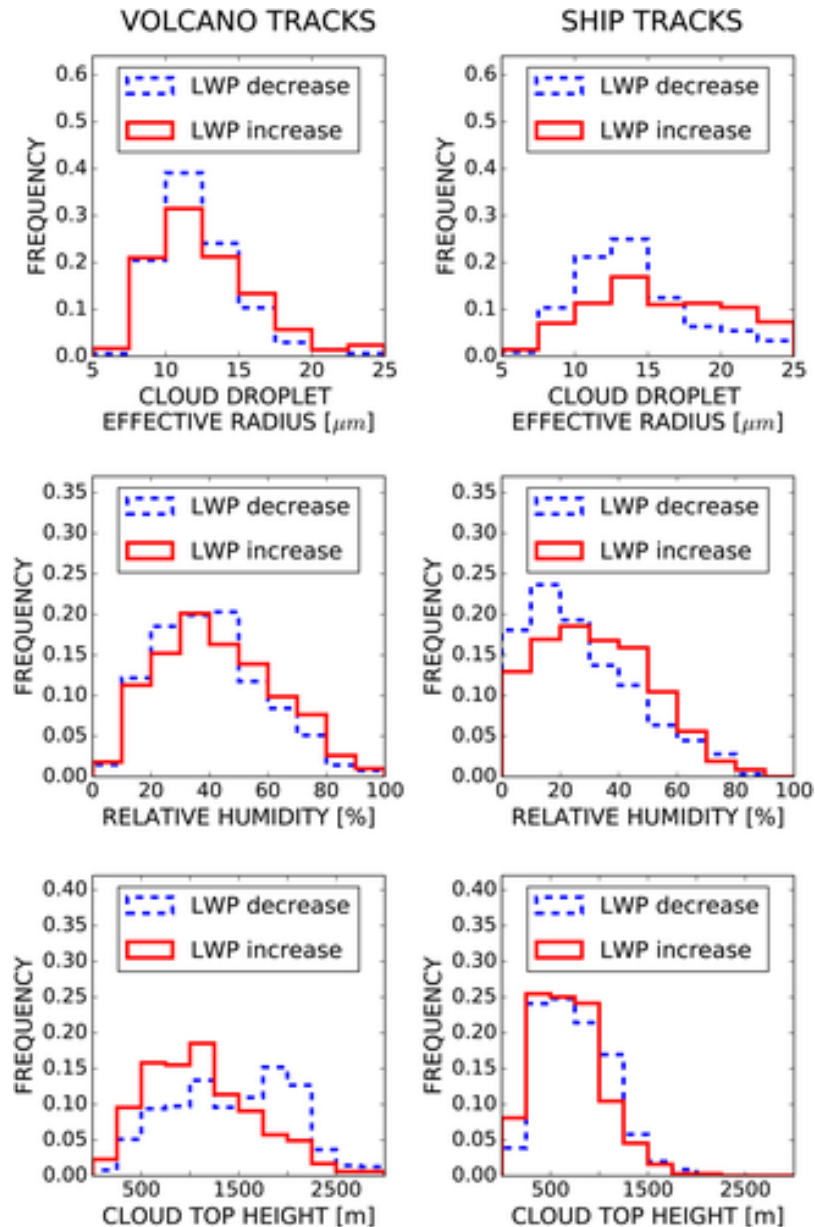 VOLCANO TRACKS
SHIP TRACKS
0.6
0.5
0.4
0.3
0.2
0.1
0.0
FREQUENCY
LWP decrease
LWP increase
5 10 15 20 25
CLOUD DROPLET
EFFECTIVE RADIUS [μm]
0.6
0.5
0.4
0.3
0.2
0.1
0.0
FREQUENCY
LWP decrease
LWP increase
5 10 15 20 25
CLOUD DROPLET
EFFECTIVE RADIUS [μm]
0.35
0.30
0.25
0.20
0.15
0.10
0.05
0.00
FREQUENCY
LWP decrease
LWP increase
0 20 40 60 80 100
RELATIVE HUMIDITY [%]
0.35
0.30
0.25
0.20
0.15
0.10
0.05
0.00
FREQUENCY
LWP decrease
LWP increase
0 20 40 60 80 100
RELATIVE HUMIDITY [%]
0.40
0.35
0.30
0.25
0.20
0.15
0.10
0.05
0.00
FREQUENCY
LWP decrease
LWP increase
500 1500 2500
CLOUD TOP HEIGHT [m]
0.40
0.35
0.30
0.25
0.20
0.15
0.10
0.05
0.00
FREQUENCY
LWP decrease
LWP increase
500 1500 2500
CLOUD TOP HEIGHT [m]